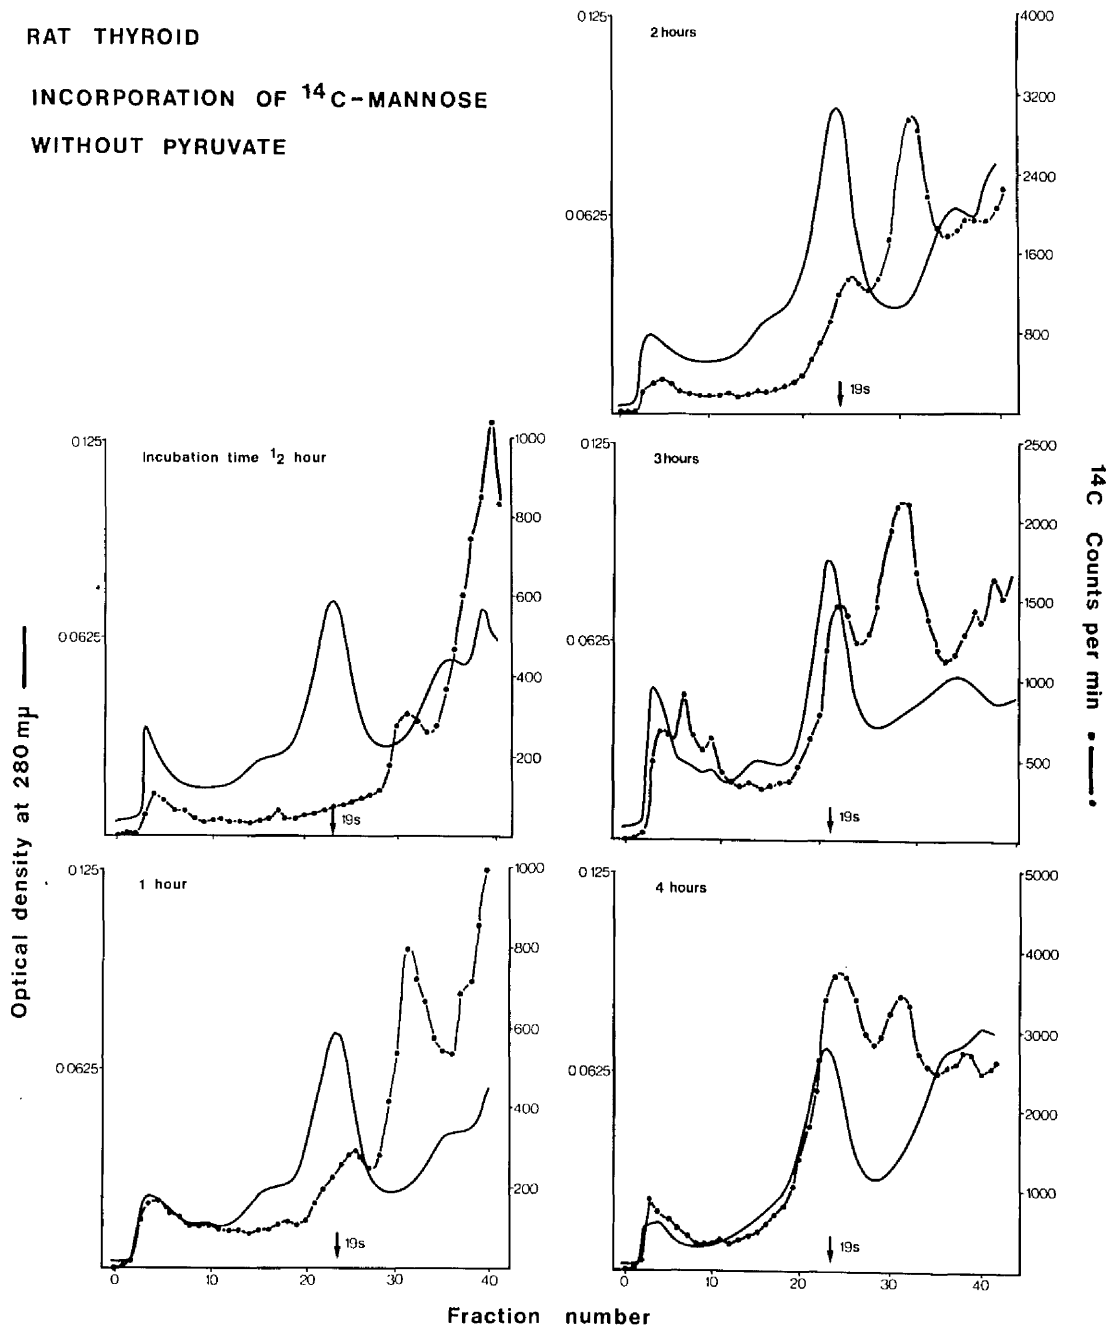 RAT THYROID
INCORPORATION OF ¹⁴C-MANNOSE
WITHOUT PYRUVATE
Optical density at 280 mµ
0.125
0.0625
Incubation time ½ hour
1000
800
600
400
200
19s
0.125
0.0625
1 hour
1000
800
600
400
200
19s
0
10
20
30
40
0.125
0.0625
2 hours
4000
3200
2400
1600
800
19s
0.125
0.0625
3 hours
2500
2000
1500
1000
500
19s
0.125
0.0625
4 hours
5000
4000
3000
2000
1000
19s
0
10
20
30
40
¹⁴C Counts per min
Fraction number